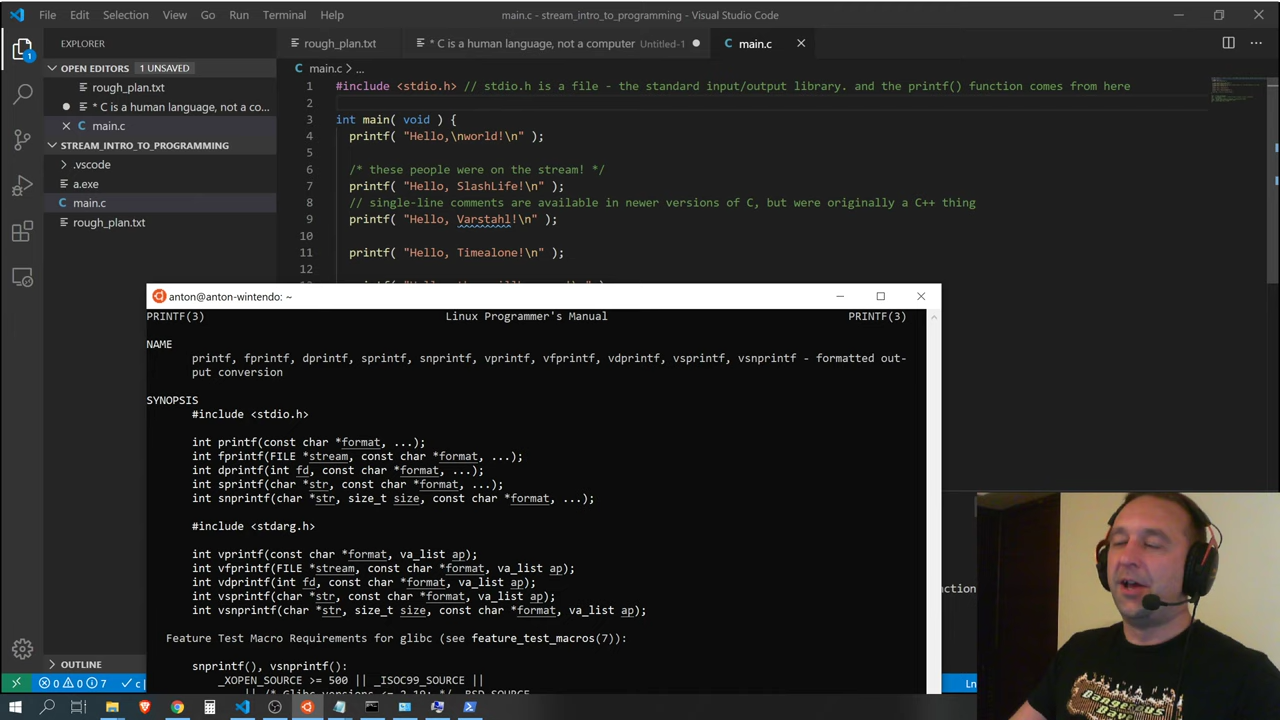 File Edit Selection View Go Run Terminal Help
main.c - stream_intro_to_programming - Visual Studio Code
EXPLORER
OPEN EDITORS 1 UNSAVED
rough_plan.txt
* C is a human language, not a co...
main.c
STREAM_INTRO_TO_PROGRAMMING
.vscode
a.exe
main.c
rough_plan.txt
OUTLINE
rough_plan.txt
* C is a human language, not a computer Untitled-1
main.c
main.c > ...
1 #include <stdio.h> // stdio.h is a file - the standard input/output library. and the printf() function comes from here
2
3 int main( void ) {
4 printf( "Hello,\nworld!\n" );
5
6 /* these people were on the stream! */
7 printf( "Hello, SlashLife!\n" );
8 // single-line comments are available in newer versions of C, but were originally a C++ thing
9 printf( "Hello, Varstahl!\n" );
10
11 printf( "Hello, Timealone!\n" );
12
anton@anton-wintendo: ~
PRINTF(3) Linux Programmer's Manual PRINTF(3)
NAME
printf, fprintf, dprintf, sprintf, snprintf, vprintf, vfprintf, vdprintf, vsprintf, vsnprintf - formatted out-
put conversion
SYNOPSIS
#include <stdio.h>
int printf(const char *format, ...);
int fprintf(FILE *stream, const char *format, ...);
int dprintf(int fd, const char *format, ...);
int sprintf(char *str, const char *format, ...);
int snprintf(char *str, size_t size, const char *format, ...);
#include <stdarg.h>
int vprintf(const char *format, va_list ap);
int vfprintf(FILE *stream, const char *format, va_list ap);
int vdprintf(int fd, const char *format, va_list ap);
int vsprintf(char *str, const char *format, va_list ap);
int vsnprintf(char *str, size_t size, const char *format, va_list ap);
Feature Test Macro Requirements for glibc (see feature_test_macros(7)):
snprintf(), vsnprintf():
_XOPEN_SOURCE >= 500 || _ISOC99_SOURCE ||
nction
0 0 7 c
Ln
Dangerous